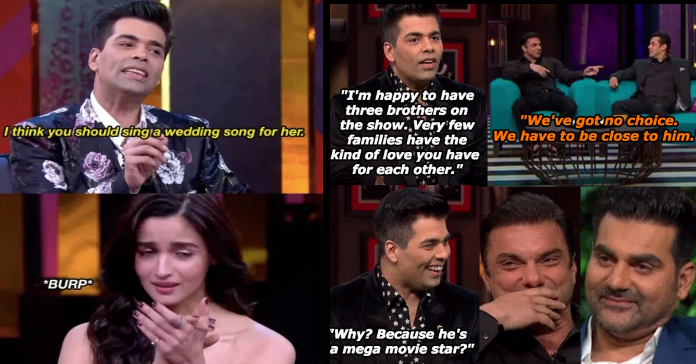 I think you should sing a wedding song for her.
*BURP*
"I'm happy to have
three brothers on
the show. Very few
families have the
kind of love you have
for each other."
"We've got no choice.
We have to be close to him.
"Why? Because he's
a mega movie star?"